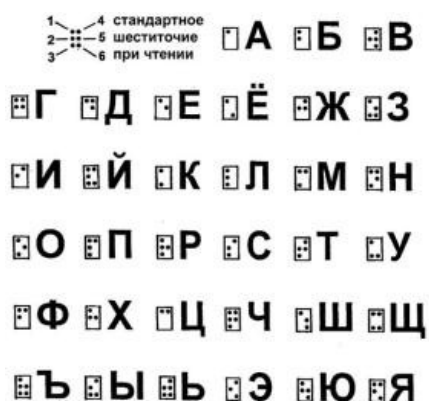 1 4 стандартное
2 5 шеститочие
3 6 при чтении
А Б В
Г Д Е Ё Ж З
И Й К Л М Н
О П Р С Т У
Ф Х Ц Ч Ш Щ
Ъ Ы Ь Э Ю Я